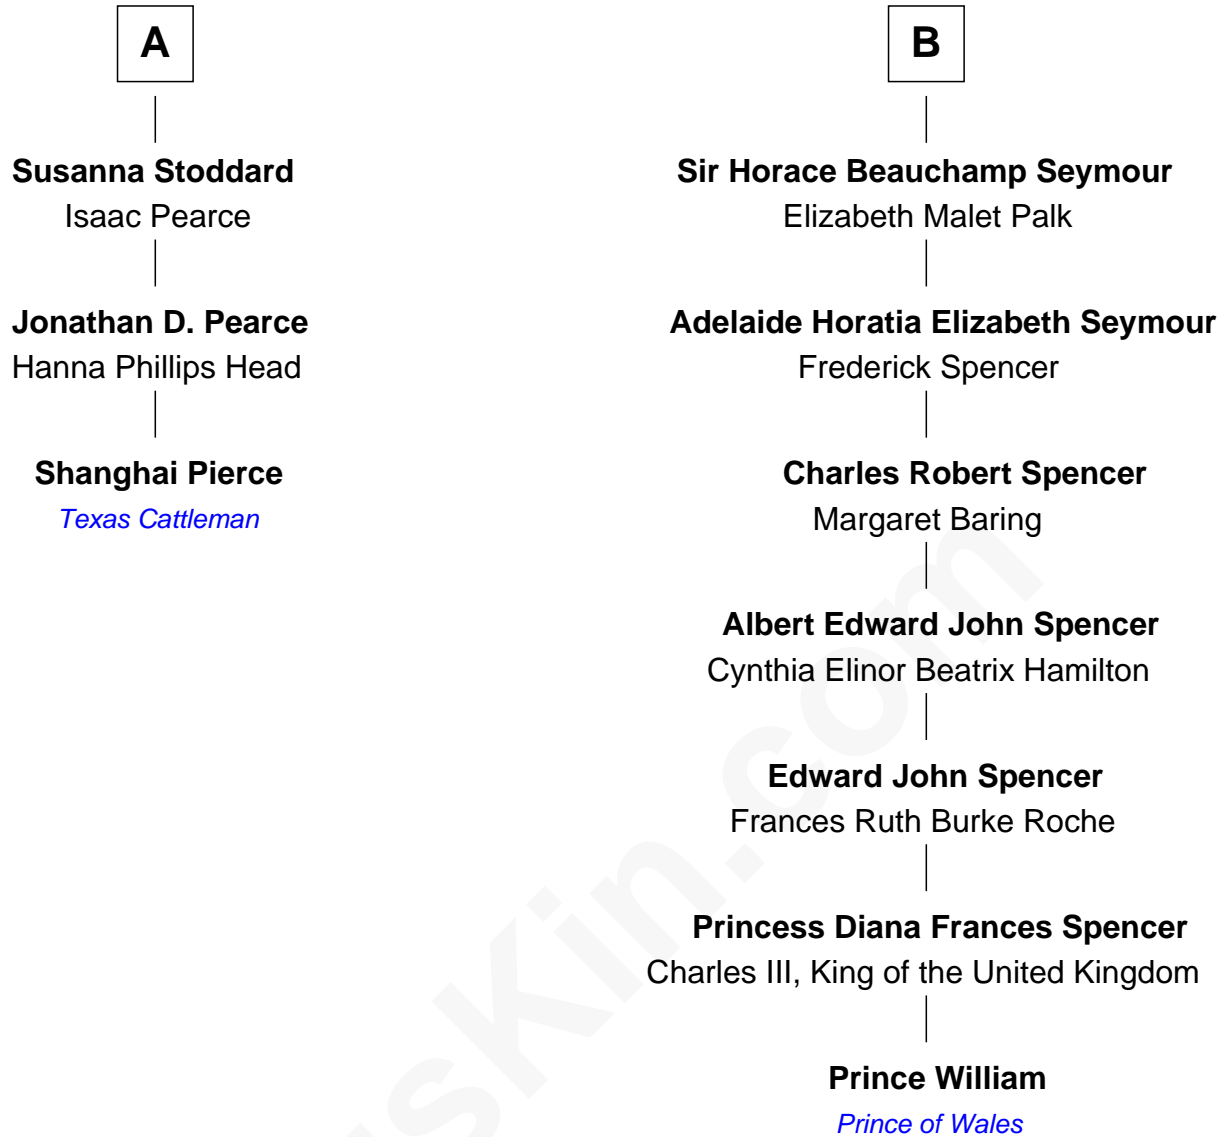 A
Susanna Stoddard
Isaac Pearce
Jonathan D. Pearce
Hanna Phillips Head
Shanghai Pierce
Texas Cattleman
B
Sir Horace Beauchamp Seymour
Elizabeth Malet Palk
Adelaide Horatia Elizabeth Seymour
Frederick Spencer
Charles Robert Spencer
Margaret Baring
Albert Edward John Spencer
Cynthia Elinor Beatrix Hamilton
Edward John Spencer
Frances Ruth Burke Roche
Princess Diana Frances Spencer
Charles III, King of the United Kingdom
Prince William
Prince of Wales
sKin.com